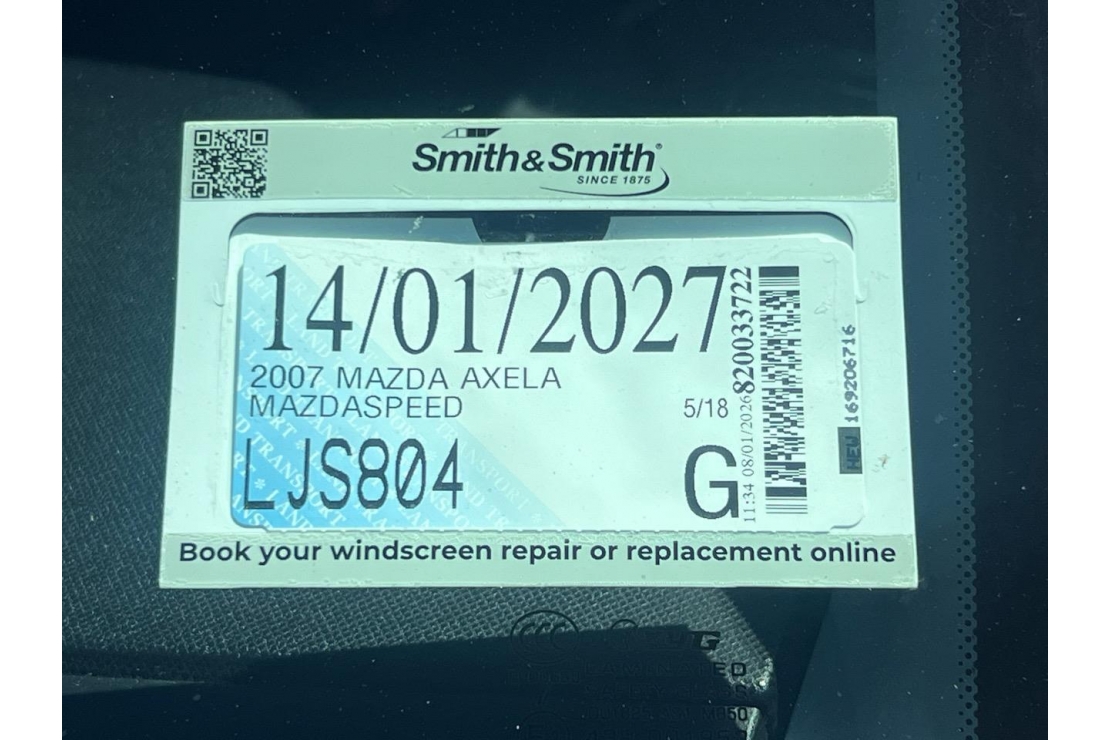 Smith&Smith®
SINCE 1875
14/01/2027
2007 MAZDA AXELA
MAZDASPEED
5/18
LJS804
G
11:34 08/01/2026
820033722
169206716
Book your windscreen repair or replacement online